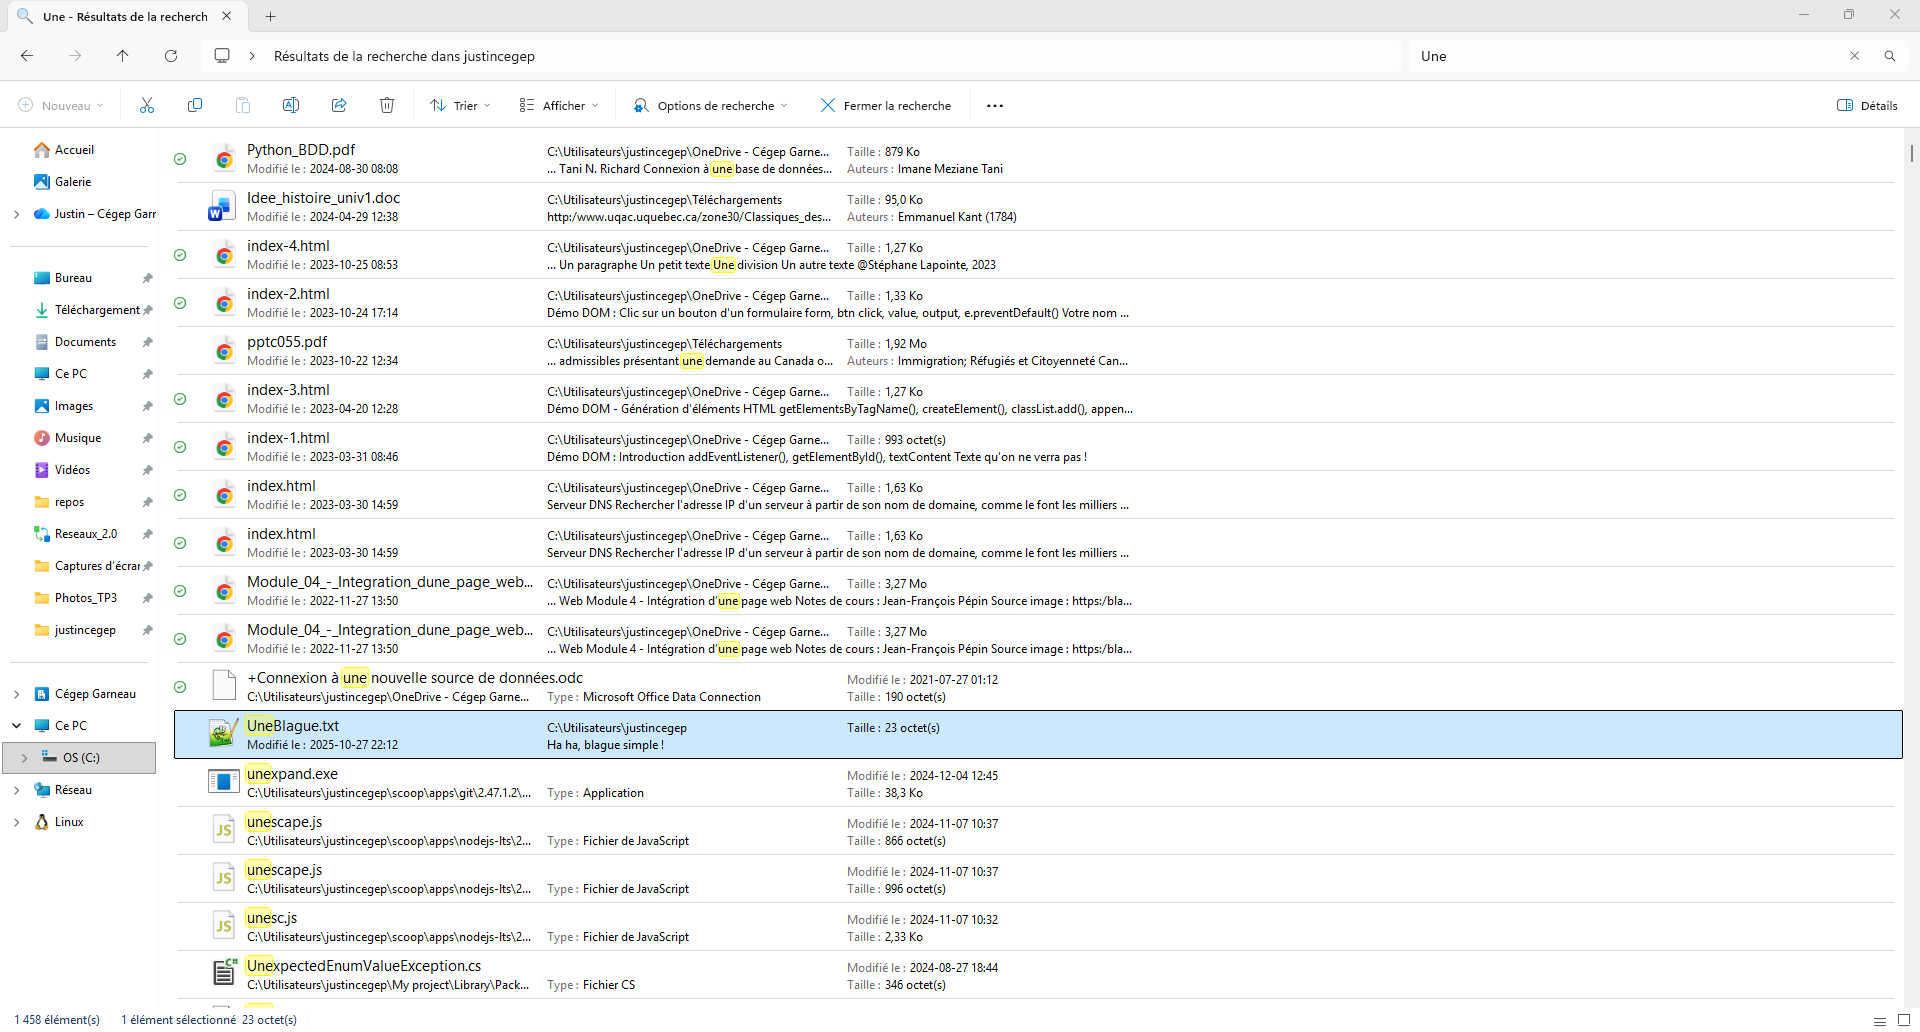 Une - Résultats de la recherch
Résultats de la recherche dans justincegep
Une
Nouveau
Trier
Afficher
Options de recherche
Fermer la recherche
Détails
Accueil
Galerie
Justin – Cégep Garr
Bureau
Téléchargement
Documents
Ce PC
Images
Musique
Vidéos
repos
Reseaux_2.0
Captures d'écrar
Photos_TP3
justincegep
Cégep Garneau
Ce PC
OS (C:)
Réseau
Linux
Python_BDD.pdf
Modifié le : 2024-08-30 08:08
C:\Utilisateurs\justincegep\OneDrive - Cégep Garne...
... Tani N. Richard Connexion à une base de données...
Taille : 879 Ko
Auteurs : Imane Meziane Tani
Idee_histoire_univ1.doc
Modifié le : 2024-04-29 12:38
C:\Utilisateurs\justincegep\Téléchargements
http:/www.uqac.uquebec.ca/zone30/Classiques_des...
Taille : 95,0 Ko
Auteurs : Emmanuel Kant (1784)
index-4.html
Modifié le : 2023-10-25 08:53
C:\Utilisateurs\justincegep\OneDrive - Cégep Garne...
... Un paragraphe Un petit texte Une division Un autre texte @Stéphane Lapointe, 2023
Taille : 1,27 Ko
index-2.html
Modifié le : 2023-10-24 17:14
C:\Utilisateurs\justincegep\OneDrive - Cégep Garne...
Démo DOM : Clic sur un bouton d'un formulaire form, btn click, value, output, e.preventDefault() Votre nom ...
Taille : 1,33 Ko
pptc055.pdf
Modifié le : 2023-10-22 12:34
C:\Utilisateurs\justincegep\Téléchargements
... admissibles présentant une demande au Canada o...
Taille : 1,92 Mo
Auteurs : Immigration; Réfugiés et Citoyenneté Can...
index-3.html
Modifié le : 2023-04-20 12:28
C:\Utilisateurs\justincegep\OneDrive - Cégep Garne...
Démo DOM - Génération d'éléments HTML getElementsByTagName(), createElement(), classList.add(), appen...
Taille : 1,27 Ko
index-1.html
Modifié le : 2023-03-31 08:46
C:\Utilisateurs\justincegep\OneDrive - Cégep Garne...
Démo DOM : Introduction addEventListener(), getElementById(), textContent Texte qu'on ne verra pas !
Taille : 993 octet(s)
index.html
Modifié le : 2023-03-30 14:59
C:\Utilisateurs\justincegep\OneDrive - Cégep Garne...
Serveur DNS Rechercher l'adresse IP d'un serveur à partir de son nom de domaine, comme le font les milliers ...
Taille : 1,63 Ko
index.html
Modifié le : 2023-03-30 14:59
C:\Utilisateurs\justincegep\OneDrive - Cégep Garne...
Serveur DNS Rechercher l'adresse IP d'un serveur à partir de son nom de domaine, comme le font les milliers ...
Taille : 1,63 Ko
Module_04_-_Integration_dune_page_web...
Modifié le : 2022-11-27 13:50
C:\Utilisateurs\justincegep\OneDrive - Cégep Garne...
... Web Module 4 - Intégration d'une page web Notes de cours : Jean-François Pépin Source image : https:/bla...
Taille : 3,27 Mo
Module_04_-_Integration_dune_page_web...
Modifié le : 2022-11-27 13:50
C:\Utilisateurs\justincegep\OneDrive - Cégep Garne...
... Web Module 4 - Intégration d'une page web Notes de cours : Jean-François Pépin Source image : https:/bla...
Taille : 3,27 Mo
+Connexion à une nouvelle source de données.odc
C:\Utilisateurs\justincegep\OneDrive - Cégep Garne...
Type : Microsoft Office Data Connection
Modifié le : 2021-07-27 01:12
Taille : 190 octet(s)
UneBlague.txt
Modifié le : 2025-10-27 22:12
C:\Utilisateurs\justincegep
Ha ha, blague simple !
Taille : 23 octet(s)
unexpand.exe
C:\Utilisateurs\justincegep\scoop\apps\git\2.47.1.2\...
Type : Application
Modifié le : 2024-12-04 12:45
Taille : 38,3 Ko
unescape.js
C:\Utilisateurs\justincegep\scoop\apps\nodejs-lts\2...
Type : Fichier de JavaScript
Modifié le : 2024-11-07 10:37
Taille : 866 octet(s)
unescape.js
C:\Utilisateurs\justincegep\scoop\apps\nodejs-lts\2...
Type : Fichier de JavaScript
Modifié le : 2024-11-07 10:37
Taille : 996 octet(s)
unesc.js
C:\Utilisateurs\justincegep\scoop\apps\nodejs-lts\2...
Type : Fichier de JavaScript
Modifié le : 2024-11-07 10:32
Taille : 2,33 Ko
UnexpectedEnumValueException.cs
C:\Utilisateurs\justincegep\My project\Library\Pack...
Type : Fichier CS
Modifié le : 2024-08-27 18:44
Taille : 346 octet(s)
1 458 élément(s)
1 élément sélectionné 23 octet(s)